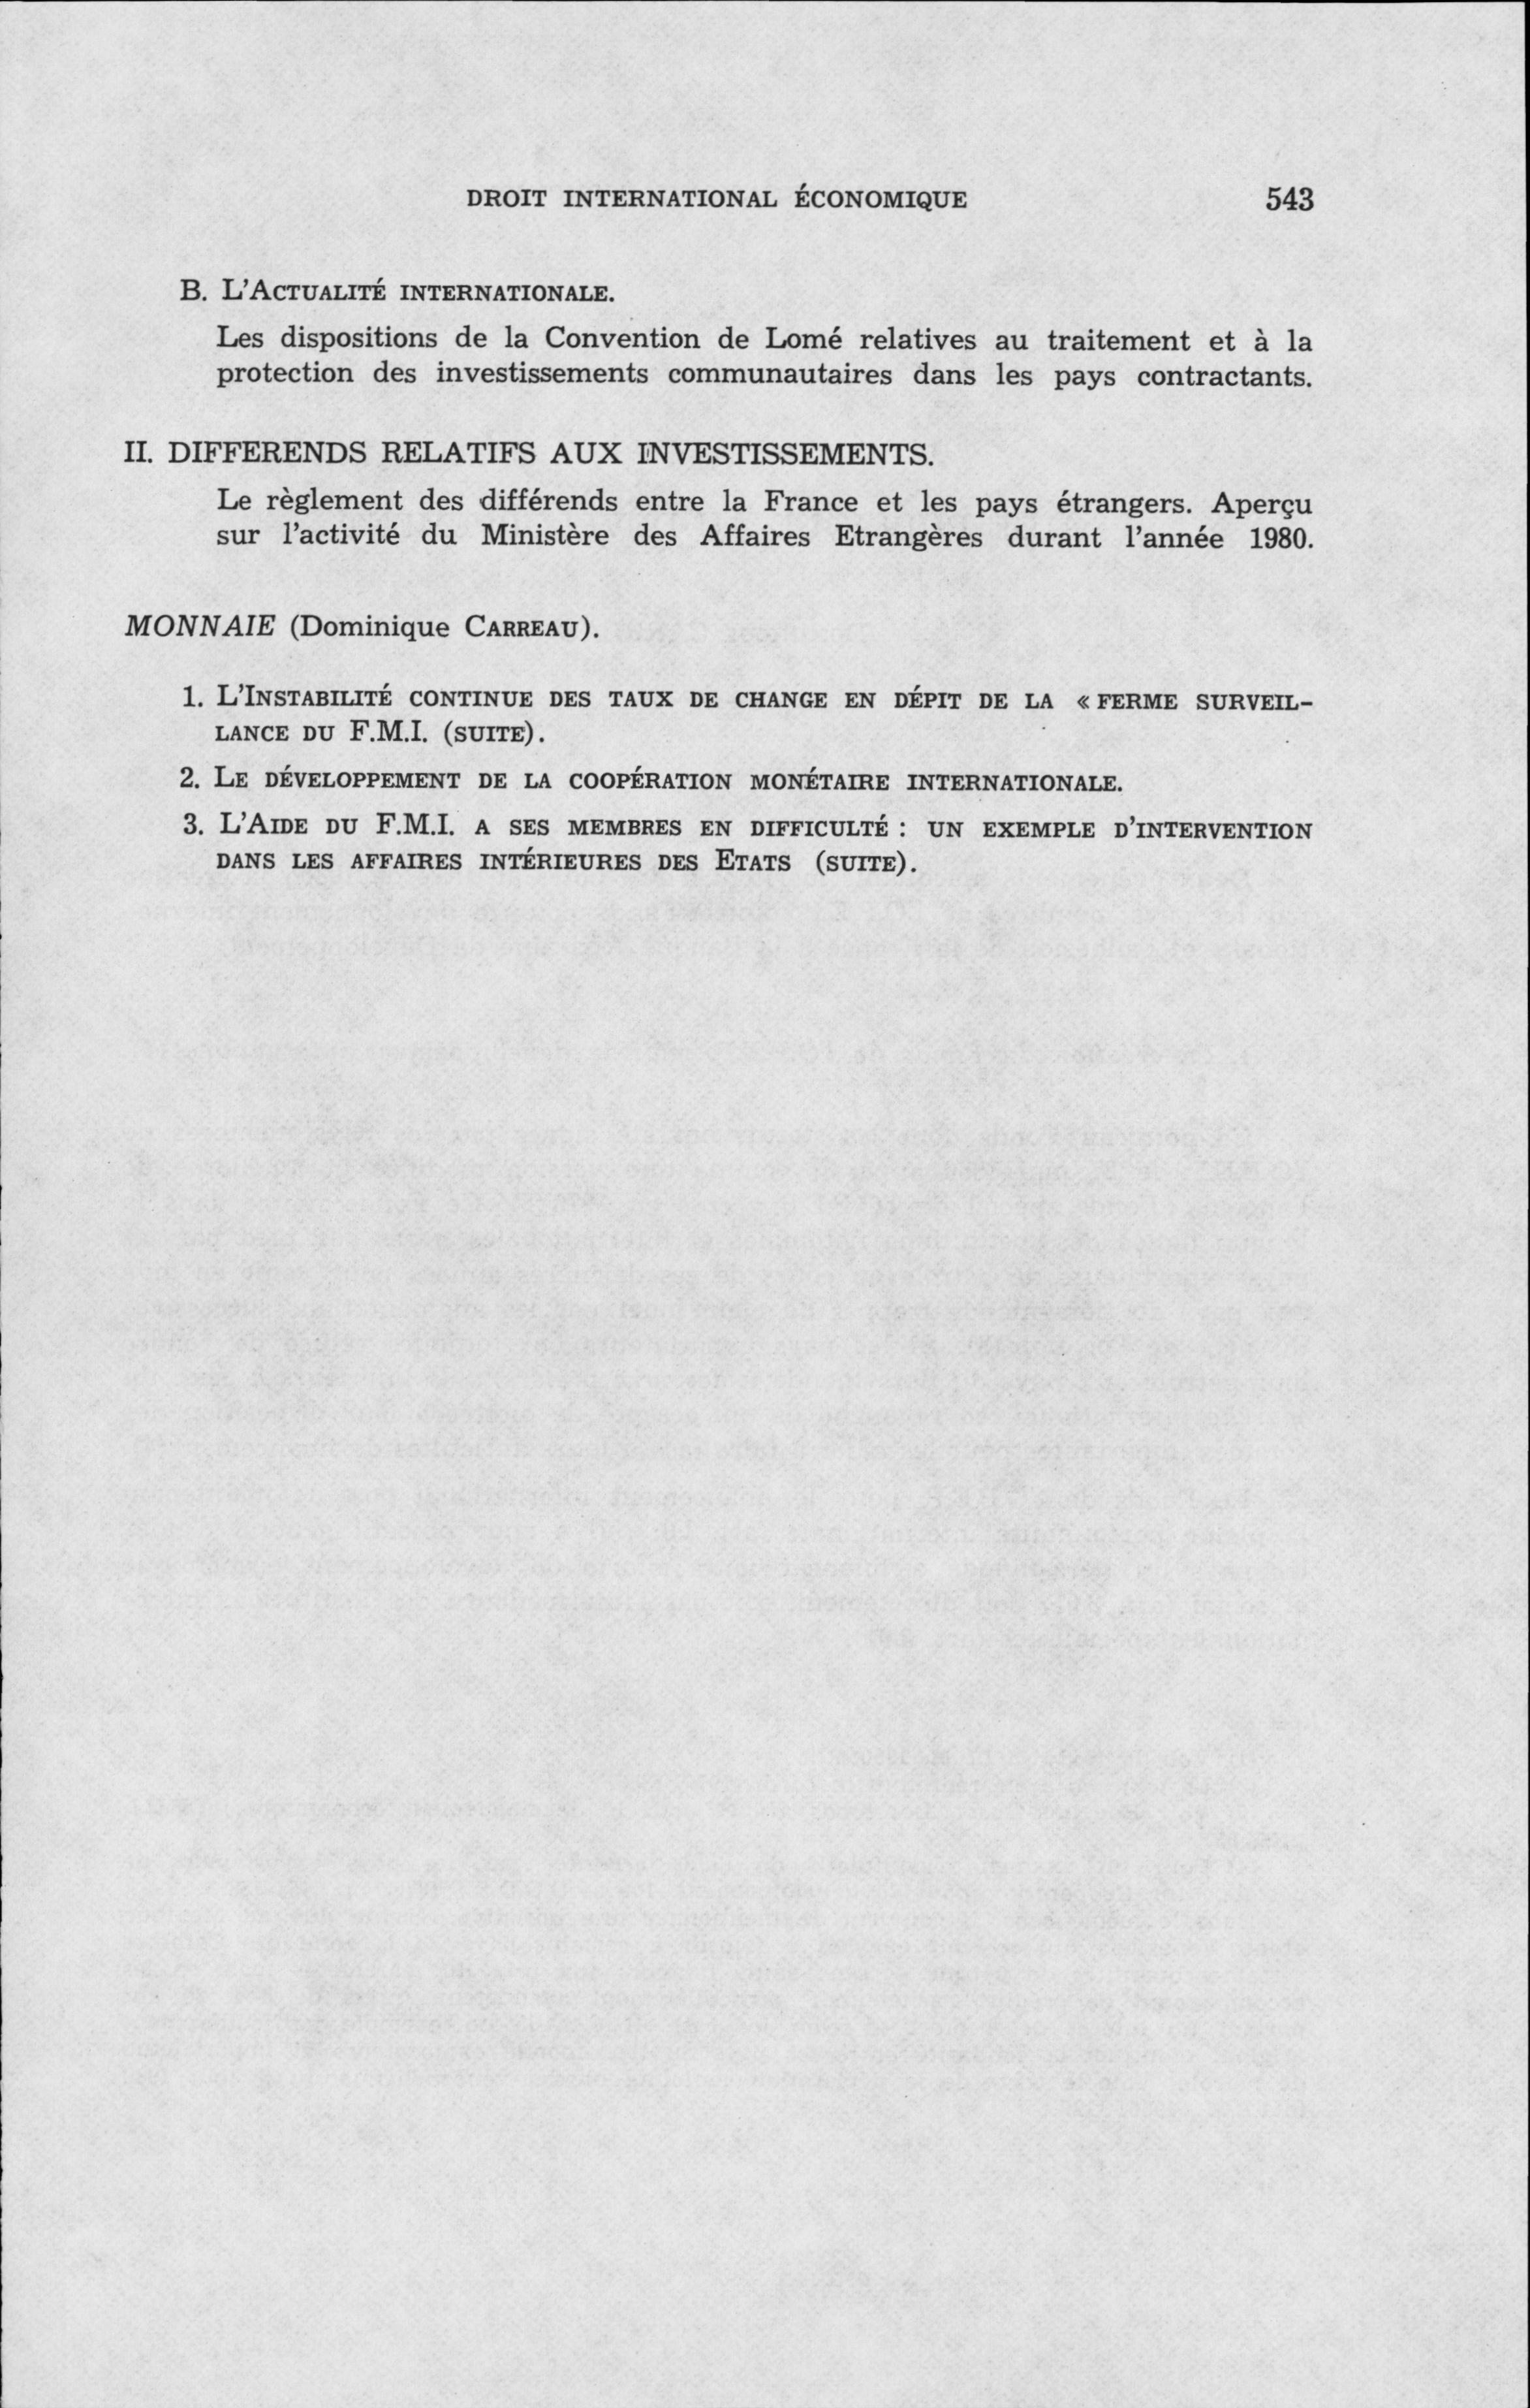 DROIT INTERNATIONAL ÉCONOMIQUE 543
B. L'ACTUALITÉ INTERNATIONALE.
Les dispositions de la Convention de Lomé relatives au traitement et à la
protection des investissements communautaires dans les pays contractants.
II. DIFFERENDS RELATIFS AUX INVESTISSEMENTS.
Le règlement des différends entre la France et les pays étrangers. Aperçu
sur l'activité du Ministère des Affaires Etrangères durant l'année 1980.
MONNAIE (Dominique CARREAU).
1. L'INSTABILITÉ CONTINUE DES TAUX DE CHANGE EN DÉPIT DE LA « FERME SURVEIL-
LANCE DU F.M.I. (SUITE).
2. LE DÉVELOPPEMENT DE LA COOPÉRATION MONÉTAIRE INTERNATIONALE.
3. L'AIDE DU F.M.I. A SES MEMBRES EN DIFFICULTÉ : UN EXEMPLE D'INTERVENTION
DANS LES AFFAIRES INTÉRIEURES DES ETATS (SUITE).